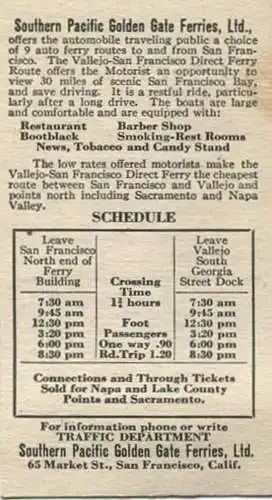 Southern Pacific Golden Gate Ferries, Ltd.,
offers the automobile traveling public a choice
of 9 auto ferry routes to and from San Fran-
cisco. The Vallejo-San Francisco Direct Ferry
Route offers the Motorist an opportunity to
view 30 miles of scenic San Francisco Bay,
and save driving. It is a restful ride, particu-
larly after a long drive. The boats are large
and comfortable and are equipped with:
Restaurant Barber Shop
Bootblack Smoking-Rest Rooms
News, Tobacco and Candy Stand
The low rates offered motorists make the
Vallejo-San Francisco Direct Ferry the cheapest
route between San Francisco and Vallejo and
points north including Sacramento and Napa
Valley.
SCHEDULE
Leave
San Francisco
North end of
Ferry
Building
7:30 am
9:45 am
12:30 pm
3:20 pm
6:00 pm
8:30 pm
Crossing
Time
1¾ hours
Foot
Passengers
One way .90
Rd.Trip 1.20
Leave
Vallejo
South
Georgia
Street Dock
7:30 am
9:45 am
12:30 pm
3:20 pm
6:00 pm
8:30 pm
Connections and Through Tickets
Sold for Napa and Lake County
Points and Sacramento.
For information phone or write
TRAFFIC DEPARTMENT
Southern Pacific Golden Gate Ferries, Ltd.
65 Market St., San Francisco, Calif.